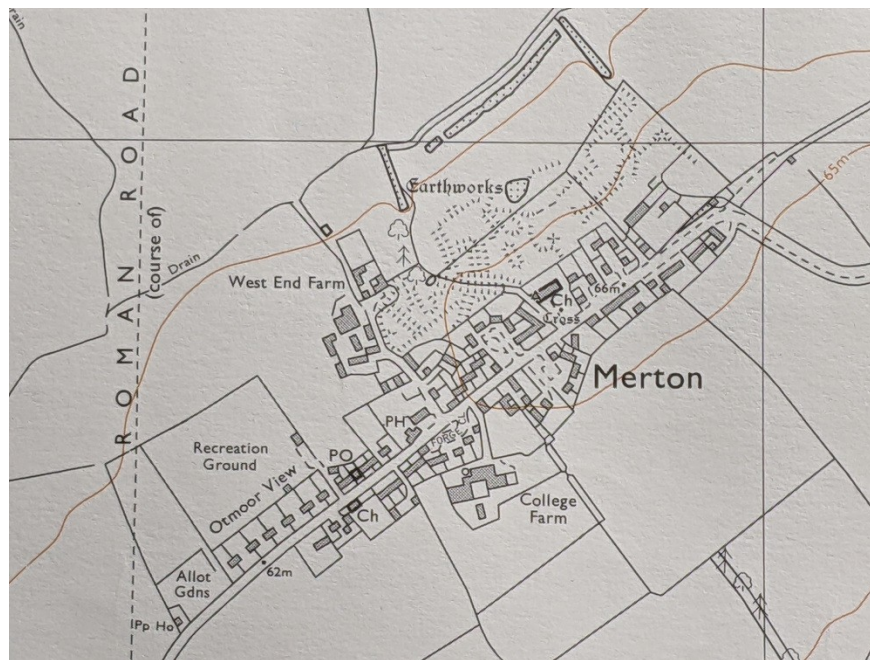 Drain
ROMAN ROAD
(course of)
Earthworks
65m
Drain
West End Farm
66m
Ch
Cross
Merton
PH
FORGE
Recreation
Ground
PO
Otmoor View
Ch
College
Farm
62m
Allot
Gdns
Pp Ho